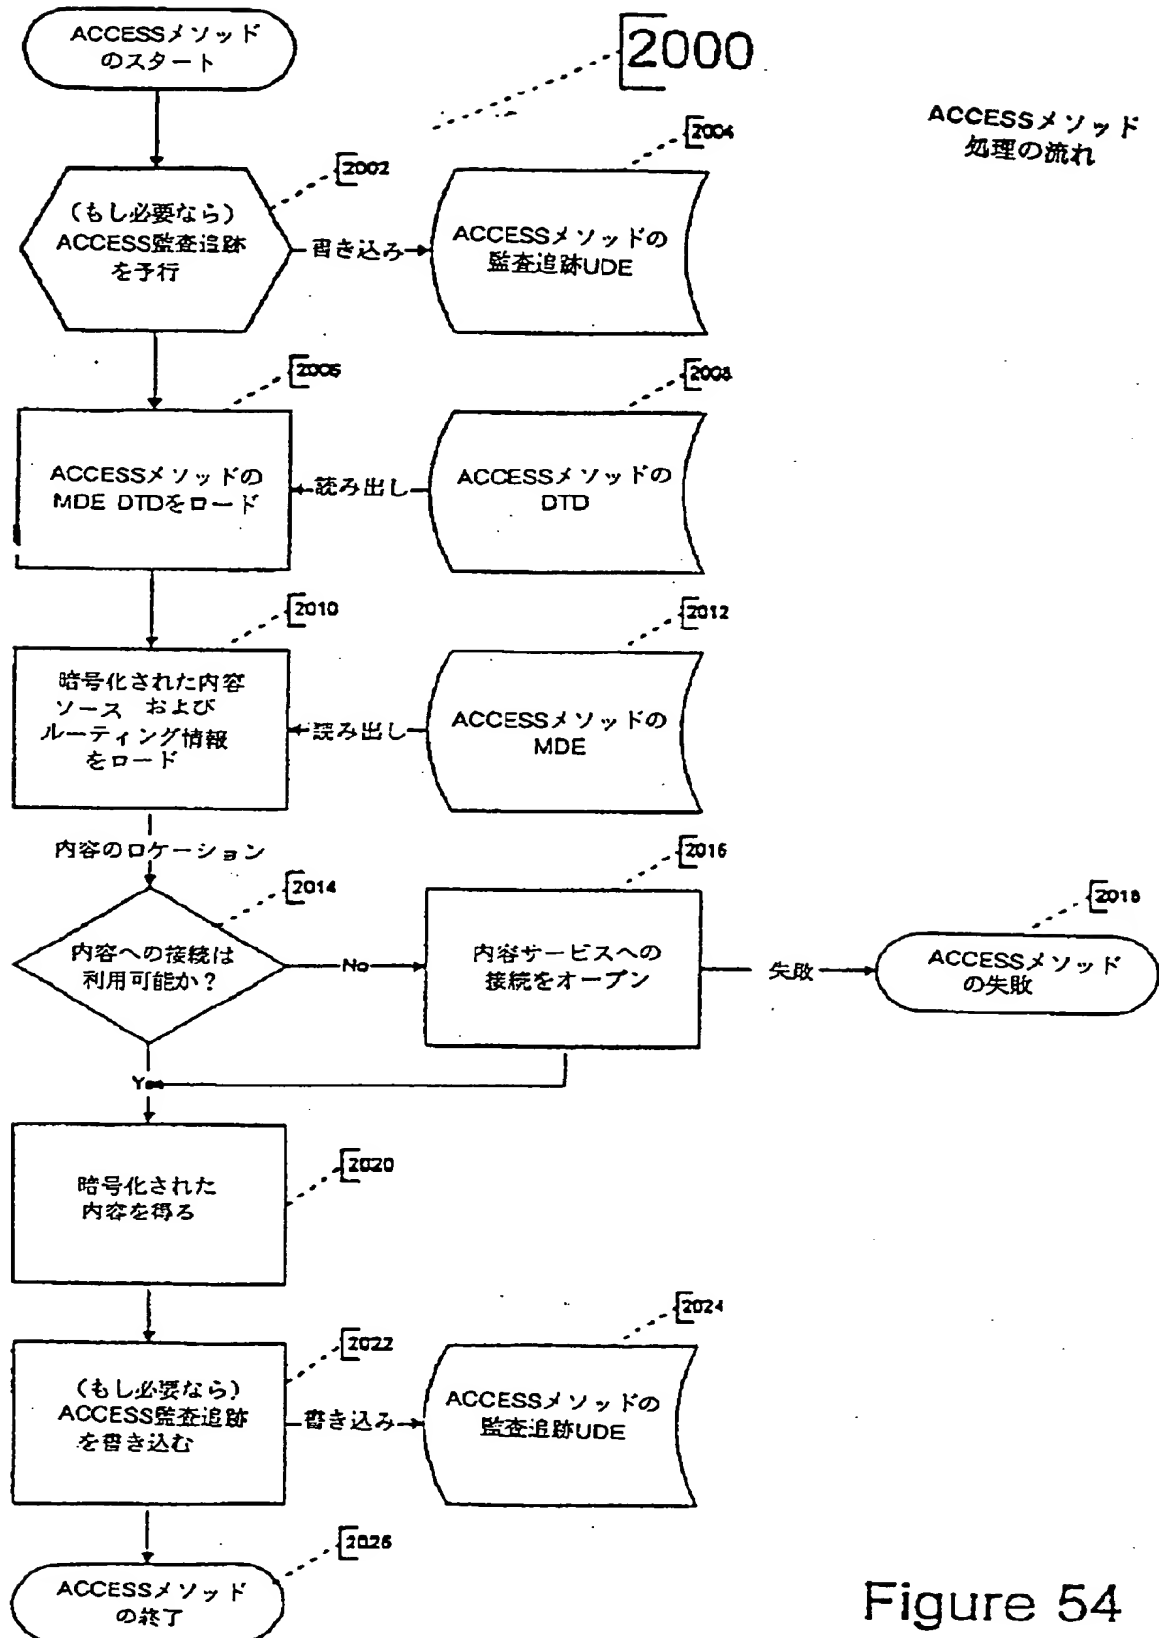 ACCESSメソッド
のスタート
2000
ACCESSメソッド
処理の流れ
2002
2004
(もし必要なら)
ACCESS監査追跡
を予行
書き込み
ACCESSメソッドの
監査追跡UDE
2006
2008
ACCESSメソッドの
MDE DTDをロード
読み出し
ACCESSメソッドの
DTD
2010
2012
暗号化された内容
ソース および
ルーティング情報
をロード
読み出し
ACCESSメソッドの
MDE
内容のロケーション
2014
2016
2018
内容への接続は
利用可能か?
No
内容サービスへの
接続をオープン
失敗
ACCESSメソッド
の失敗
2020
暗号化された
内容を得る
2022
2024
(もし必要なら)
ACCESS監査追跡
を書き込む
書き込み
ACCESSメソッドの
監査追跡UDE
2026
ACCESSメソッド
の終了
Figure 54